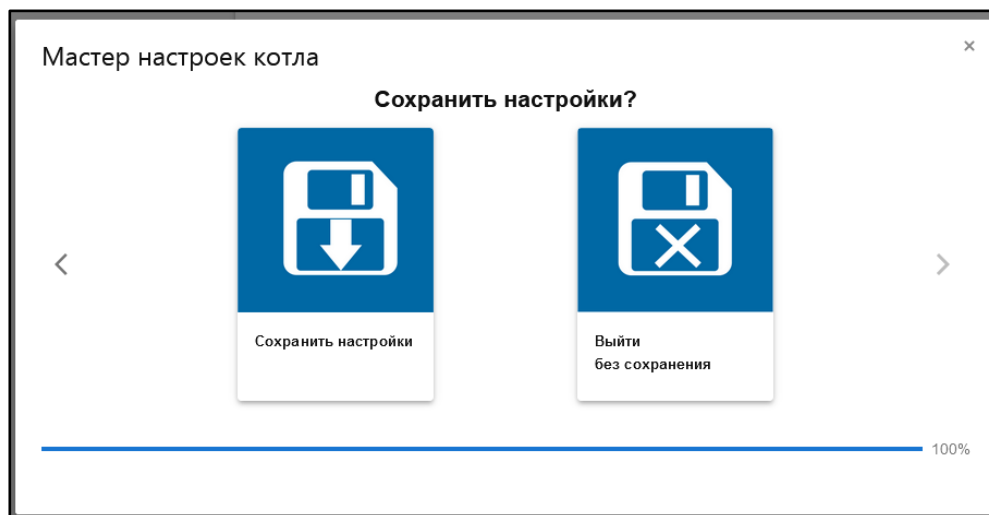 Мастер настроек котла
×
Сохранить настройки?
Сохранить настройки
Выйти
без сохранения
100%